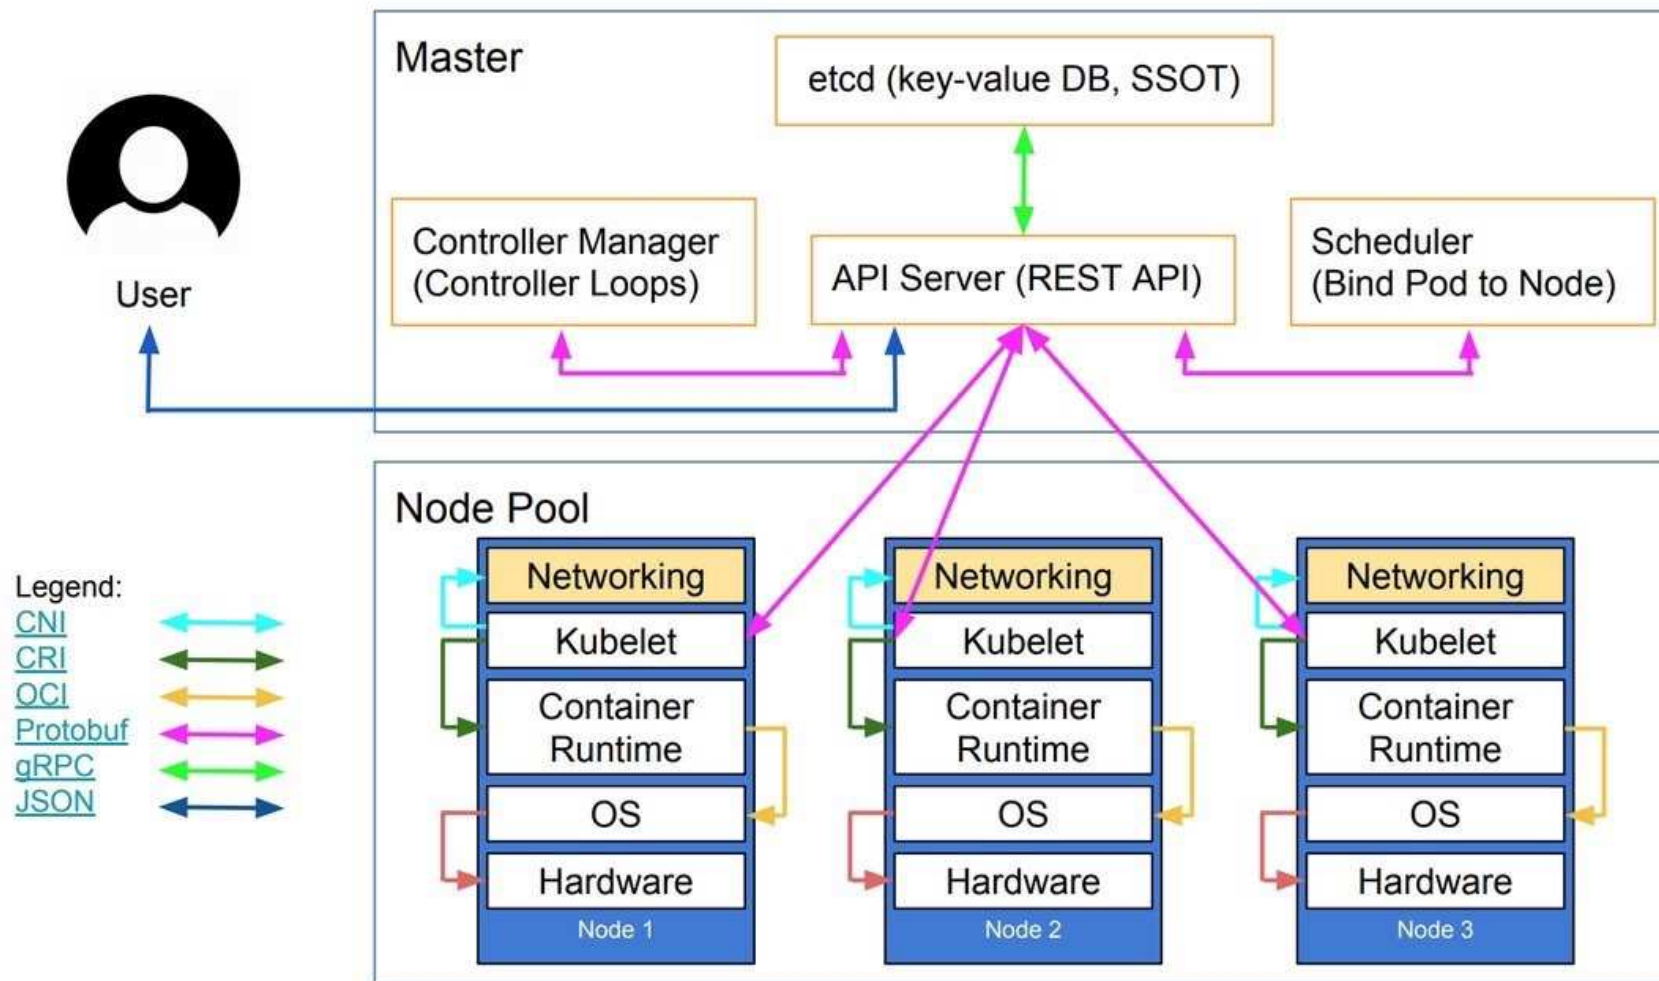 Master
etcd (key-value DB, SSOT)
Controller Manager
(Controller Loops)
API Server (REST API)
Scheduler
(Bind Pod to Node)
User
Node Pool
Legend:
CNI
CRI
OCI
Protobuf
gRPC
JSON
Networking
Kubelet
Container
Runtime
OS
Hardware
Node 1
Networking
Kubelet
Container
Runtime
OS
Hardware
Node 2
Networking
Kubelet
Container
Runtime
OS
Hardware
Node 3